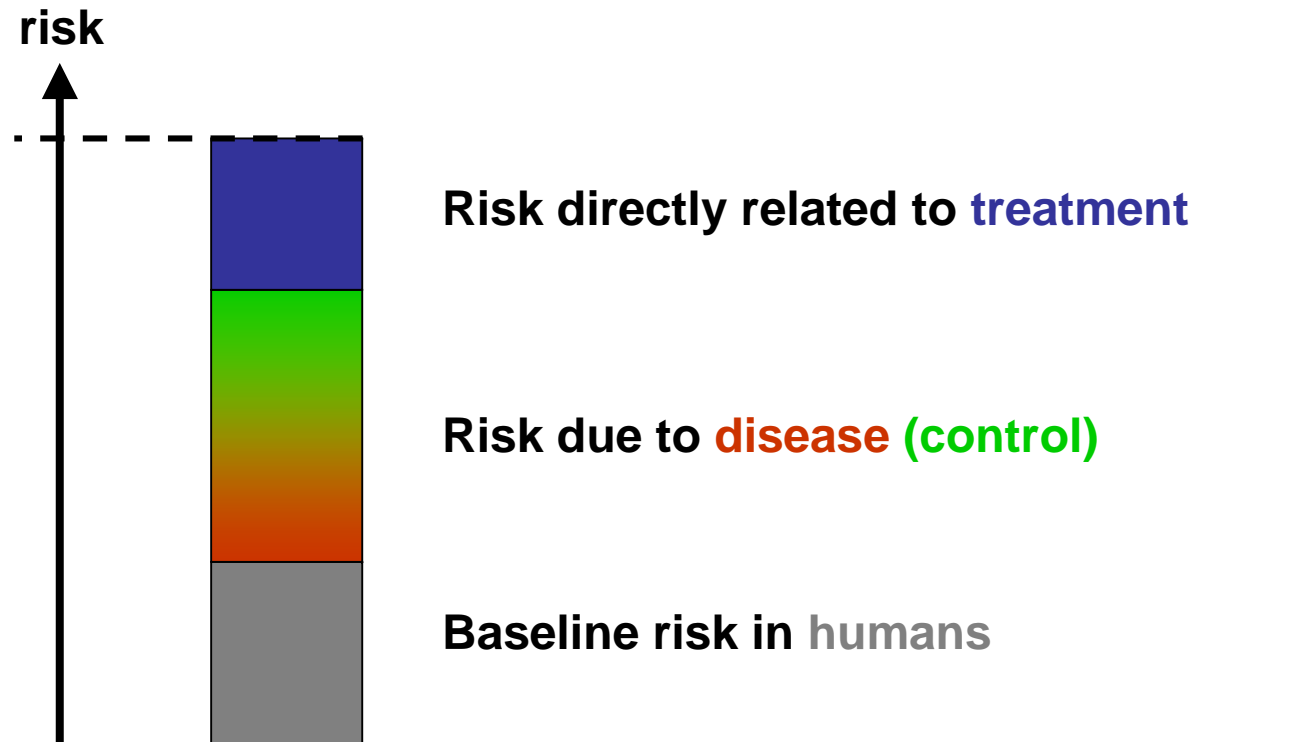 risk
Risk directly related to treatment
Risk due to disease (control)
Baseline risk in humans